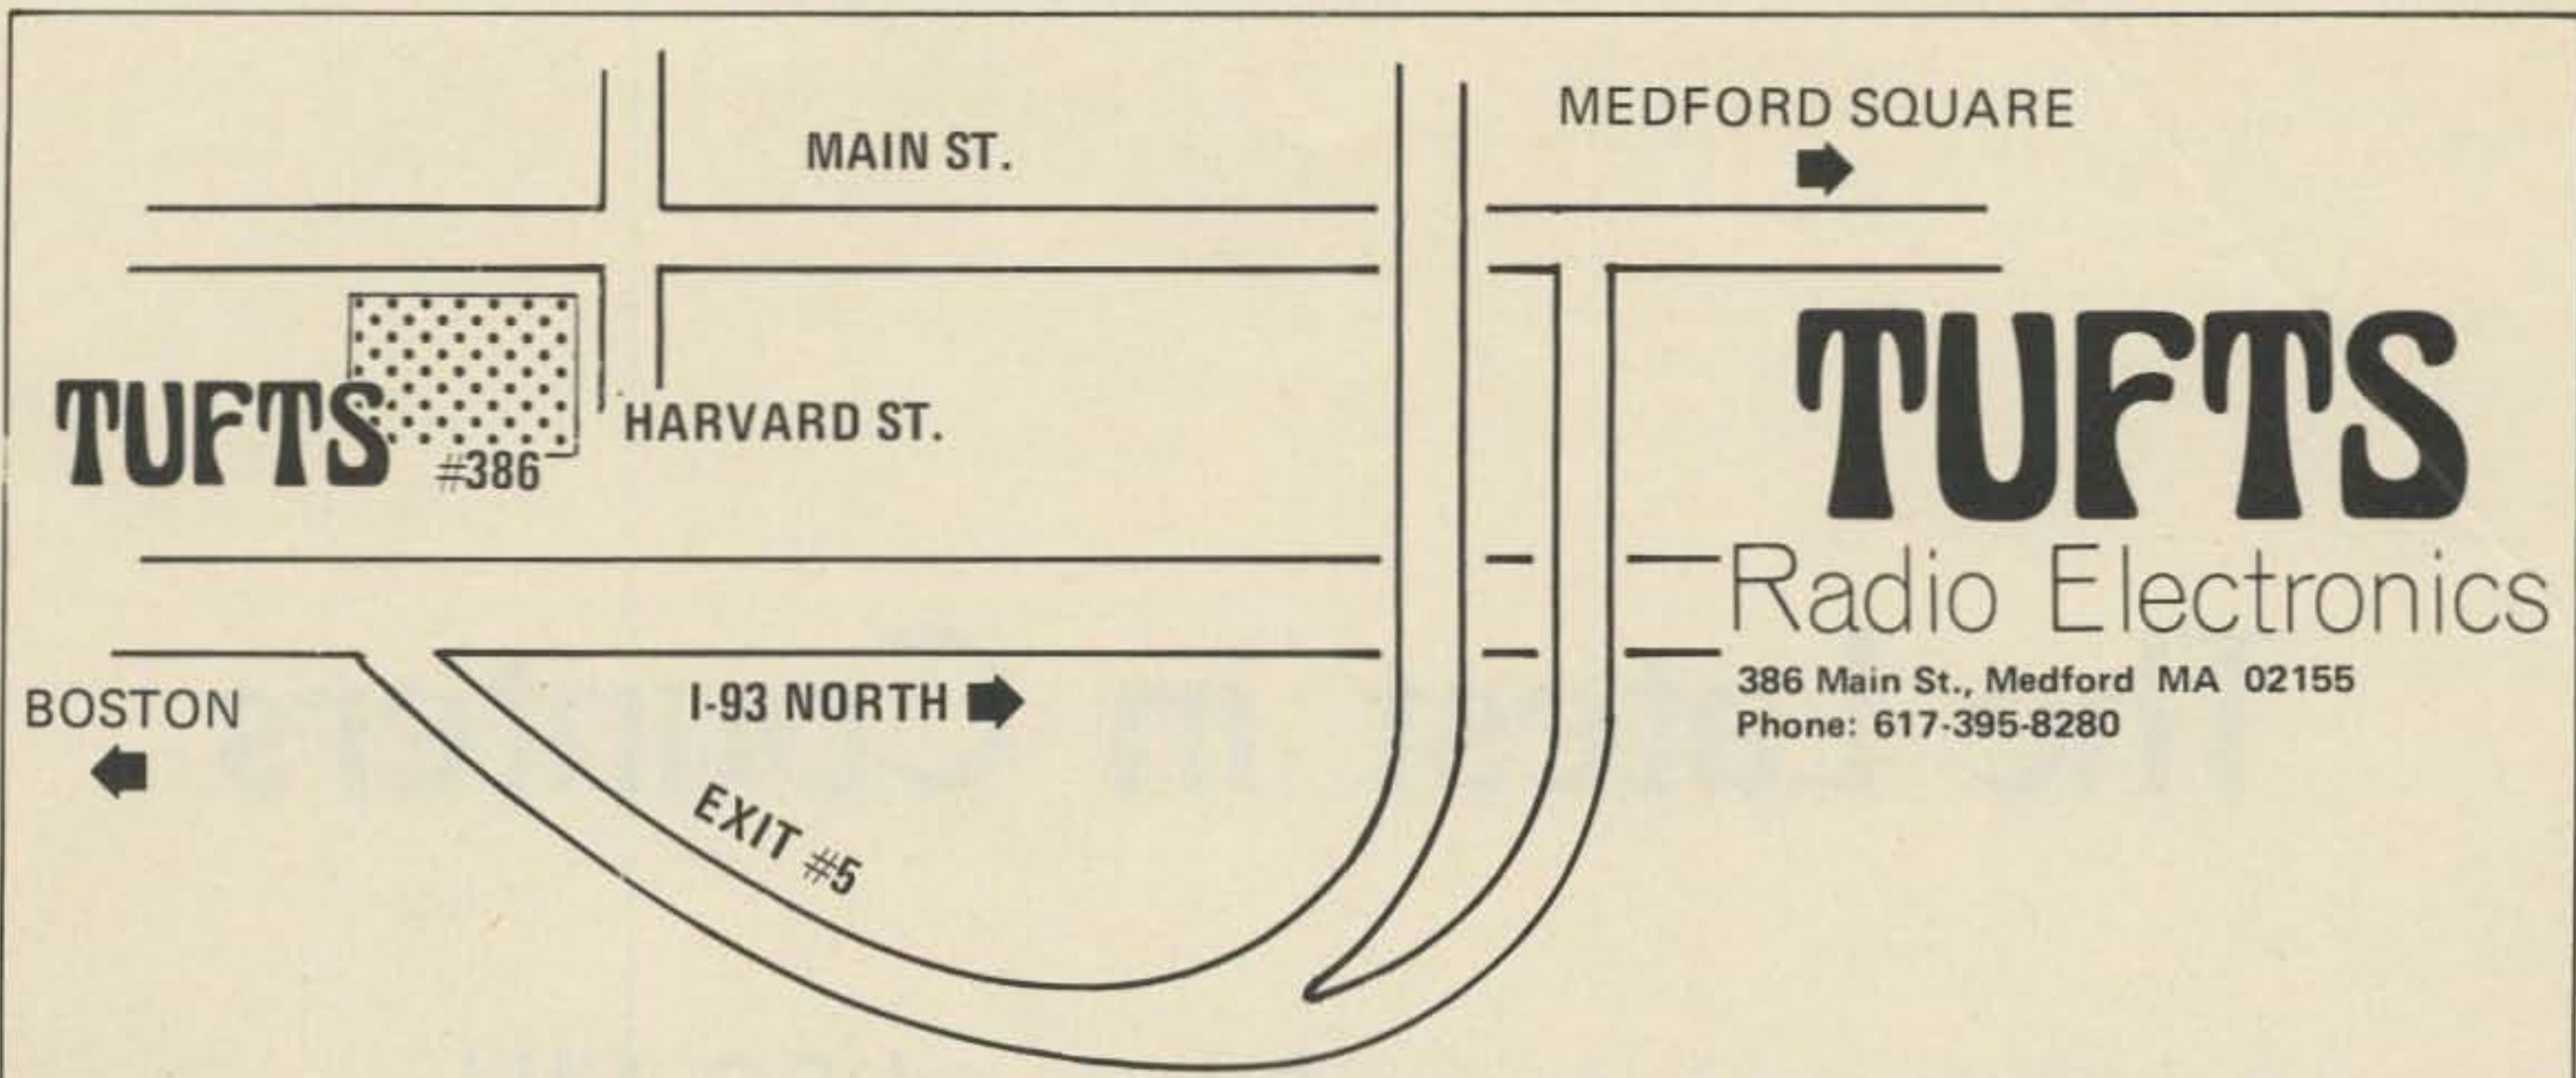 MAIN ST.
MEDFORD SQUARE
TUFTS
#386
HARVARD ST.
TUFTS
Radio Electronics
386 Main St., Medford MA 02155
Phone: 617-395-8280
BOSTON
I-93 NORTH
EXIT #5